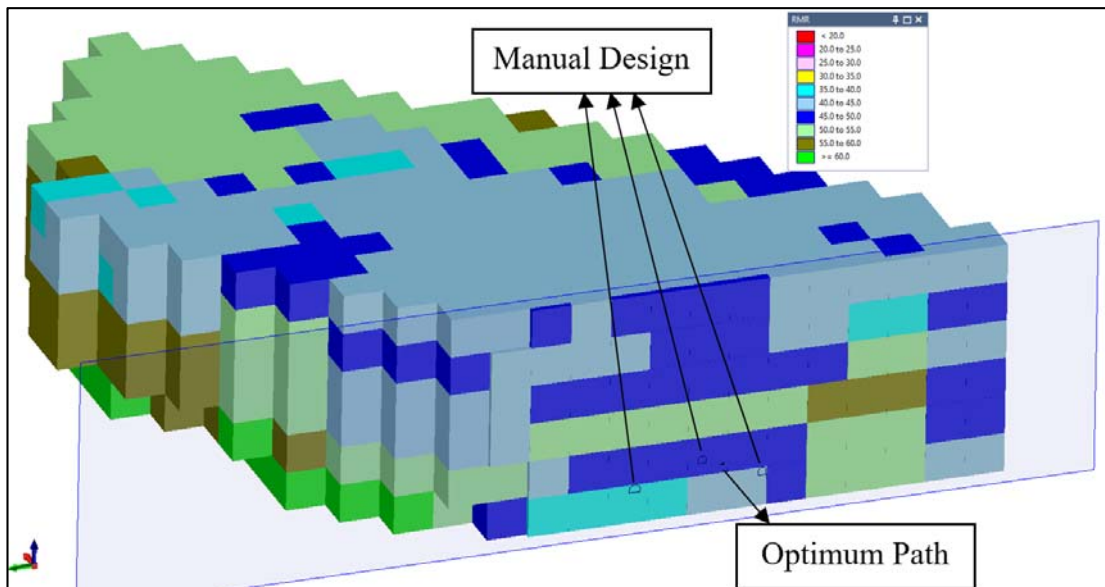 Manual Design
RMR
< 20.0
20.0 to 25.0
25.0 to 30.0
30.0 to 35.0
35.0 to 40.0
40.0 to 45.0
45.0 to 50.0
50.0 to 55.0
55.0 to 60.0
>= 60.0
Optimum Path